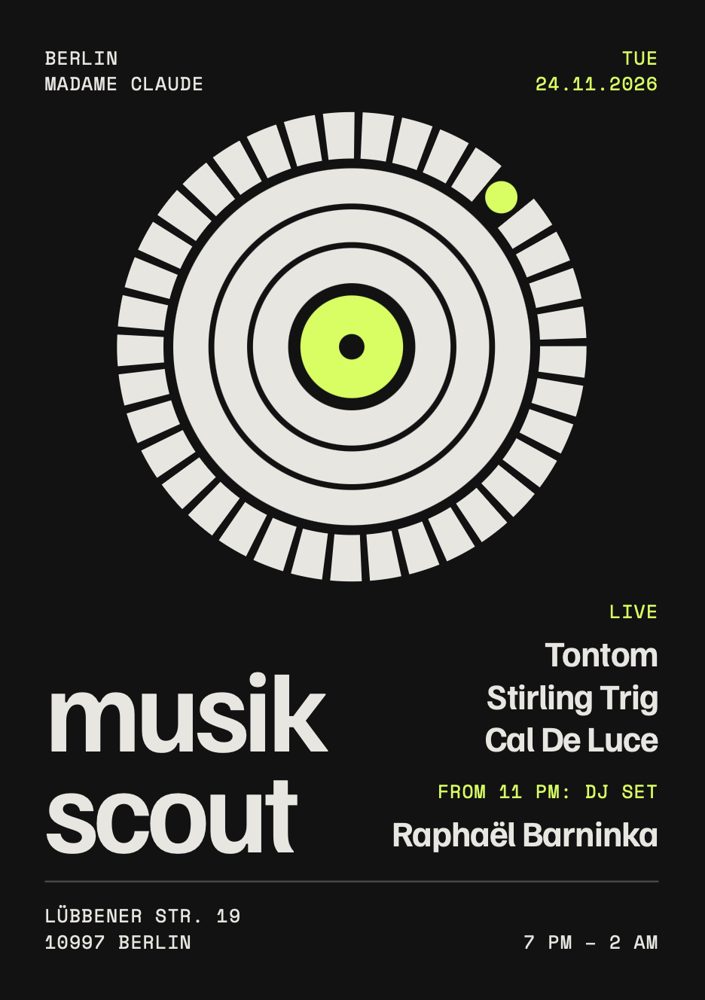 BERLIN
MADAME CLAUDE
TUE
24.11.2026
LIVE
Tontom
Stirling Trig
Cal De Luce
musik
scout
FROM 11 PM: DJ SET
Raphaël Barninka
LÜBBENER STR. 19
10997 BERLIN
7 PM – 2 AM